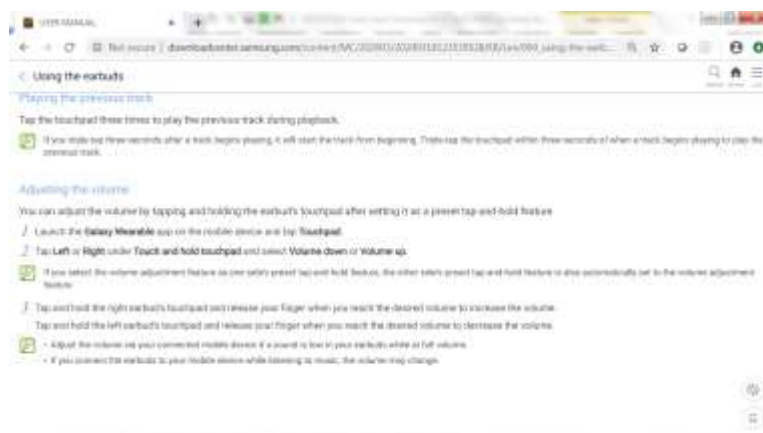 USER MANUAL
Not secure | downloadcenter.samsung.com/content/MC/
Using the earbuds
Playing the previous track
Tap the touchpad three times to play the previous track during playback.
If you triple-tap three seconds after a track begins playing, it will start the track from beginning. Triple-tap the touchpad within three seconds of when a track begins playing to play the
previous track.
Adjusting the volume
You can adjust the volume by tapping and holding the earbud's touchpad after setting it as a preset tap-and-hold feature.
1 Launch the Galaxy Wearable app on the mobile device and tap Touchpad.
2 Tap Left or Right under Touch and hold touchpad and select Volume down or Volume up.
If you select the volume adjustment feature as one side's preset tap and hold feature, the other side's preset tap and hold feature is also automatically set to the volume adjustment
feature.
3 Tap and hold the right earbud's touchpad and release your finger when you reach the desired volume to increase the volume.
Tap and hold the left earbud's touchpad and release your finger when you reach the desired volume to decrease the volume.
• Adjust the volume via your connected mobile device if a sound is low in your earbuds while at full volume.
• If you connect the earbuds to your mobile device while listening to music, the volume may change.